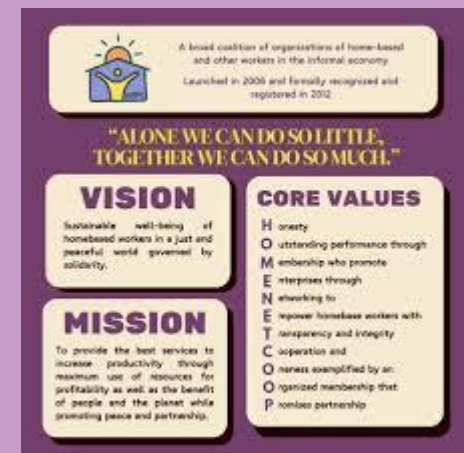 A broad coalition of organizations of home-based
and other workers in the informal economy
Launched in 2006 and formally recognized and
registered in 2012
"ALONE WE CAN DO SO LITTLE,
TOGETHER WE CAN DO SO MUCH."
VISION
Sustainable well-being of
homebased workers in a just and
peaceful world governed by
solidarity.
MISSION
To provide the best services to
increase productivity through
maximum use of resources for
profitability as well as the benefit
of people and the planet while
promoting peace and partnership.
CORE VALUES
H onesty
O utstanding performance through
M embership who promote
E nterprises through
N etworking to
E mpower homebase workers with
T ransparency and integrity
C ooperation and
O neness exemplified by an
O rganized membership that
P romises partnership